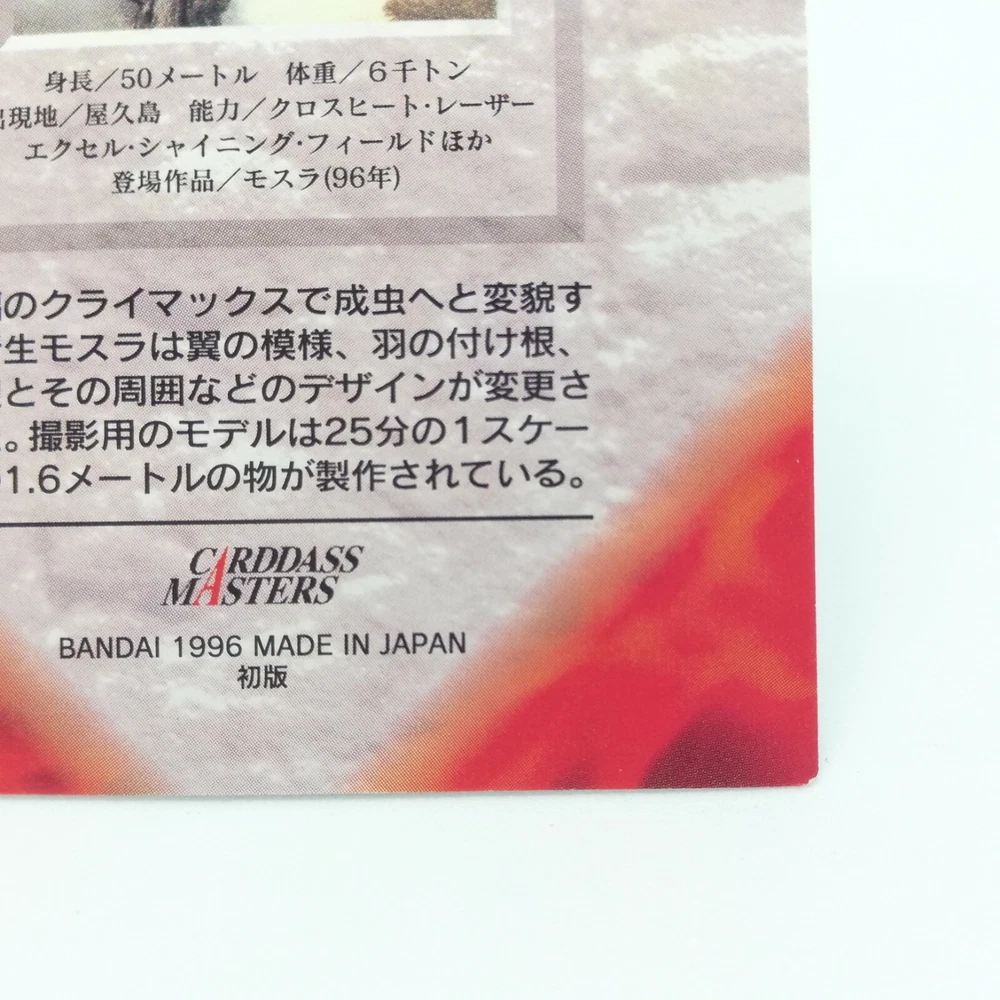 身長／50メートル　体重／6千トン
出現地／屋久島　能力／クロスヒート・レーザー
エクセル・シャイニング・フィールドほか
登場作品／モスラ(96年)
のクライマックスで成虫へと変貌す
生モスラは翼の模様、羽の付け根、
とその周囲などのデザインが変更さ
。撮影用のモデルは25分の1スケー
1.6メートルの物が製作されている。
CARDDASS
MASTERS
BANDAI 1996 MADE IN JAPAN
初版